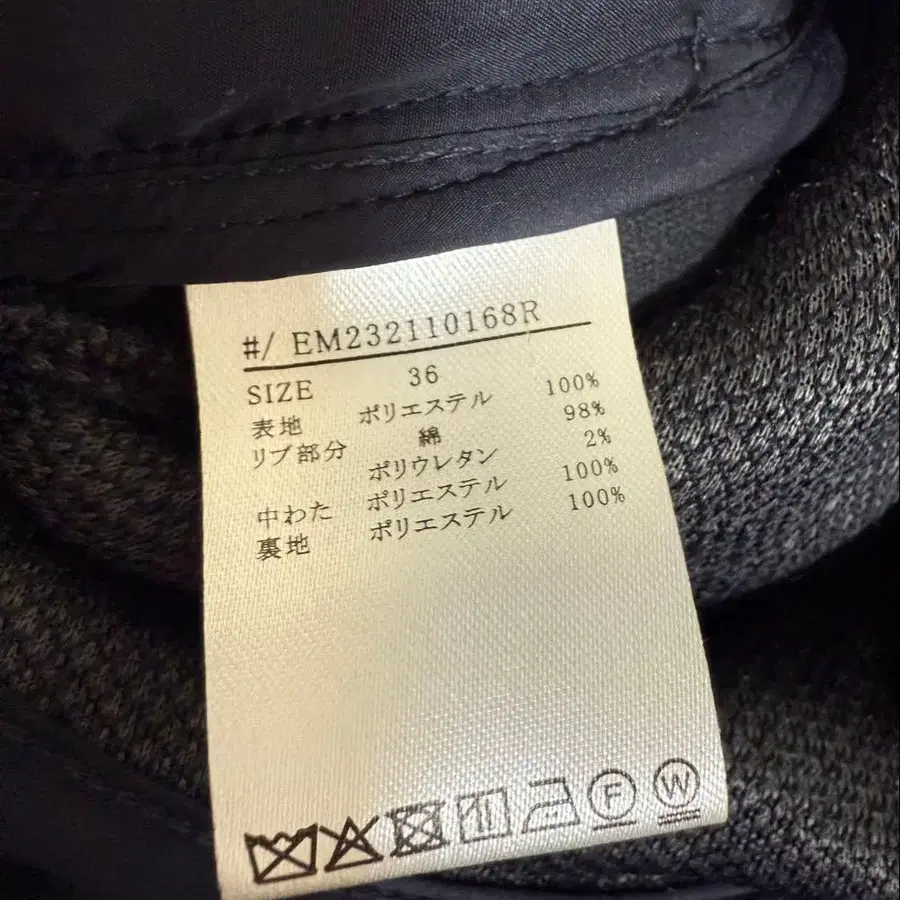 #/ EM232110168R
SIZE 36
表地 ポリエステル 100%
リブ部分 綿 98%
ポリウレタン 2%
中わた ポリエステル 100%
裏地 ポリエステル 100%
F W